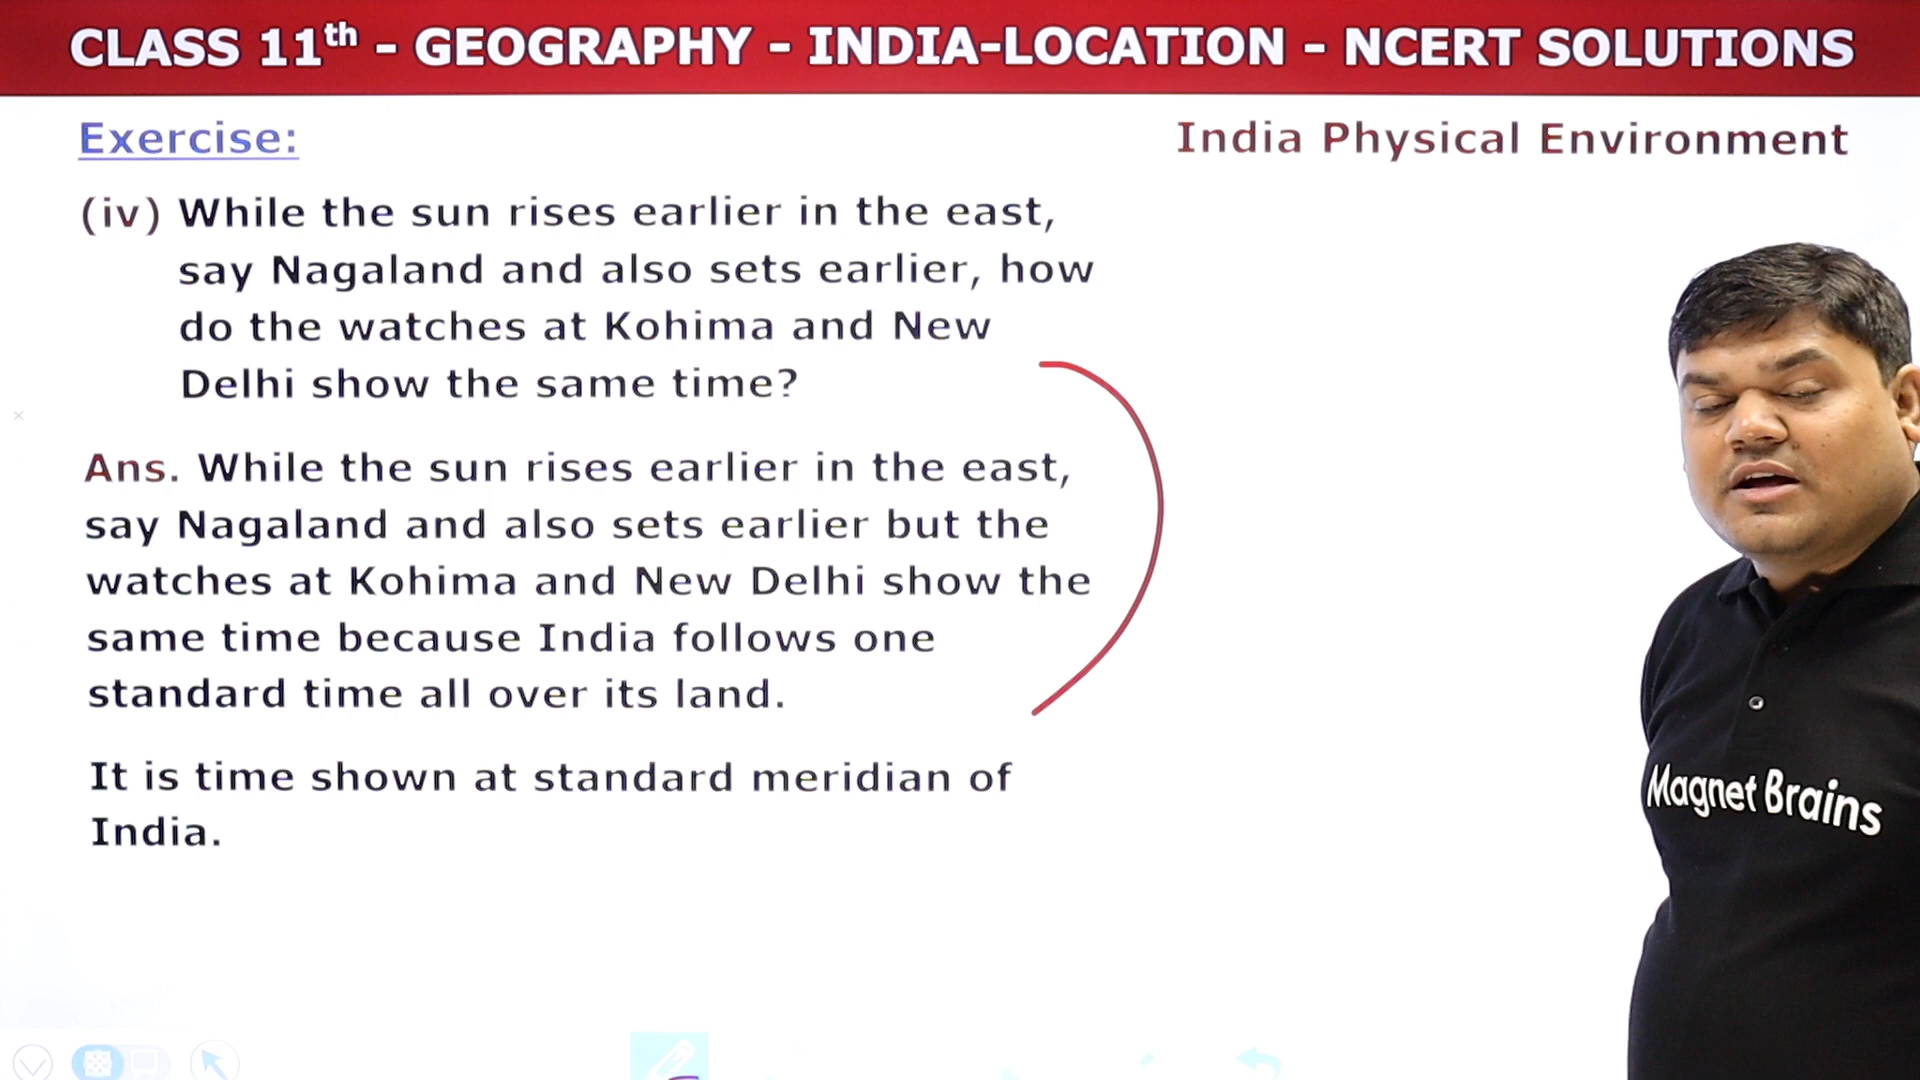 CLASS 11th - GEOGRAPHY - INDIA-LOCATION - NCERT SOLUTIONS
Exercise:
India Physical Environment
(iv) While the sun rises earlier in the east,
say Nagaland and also sets earlier, how
do the watches at Kohima and New
Delhi show the same time?
Ans. While the sun rises earlier in the east,
say Nagaland and also sets earlier but the
watches at Kohima and New Delhi show the
same time because India follows one
standard time all over its land.
It is time shown at standard meridian of
India.
Magnet Brains